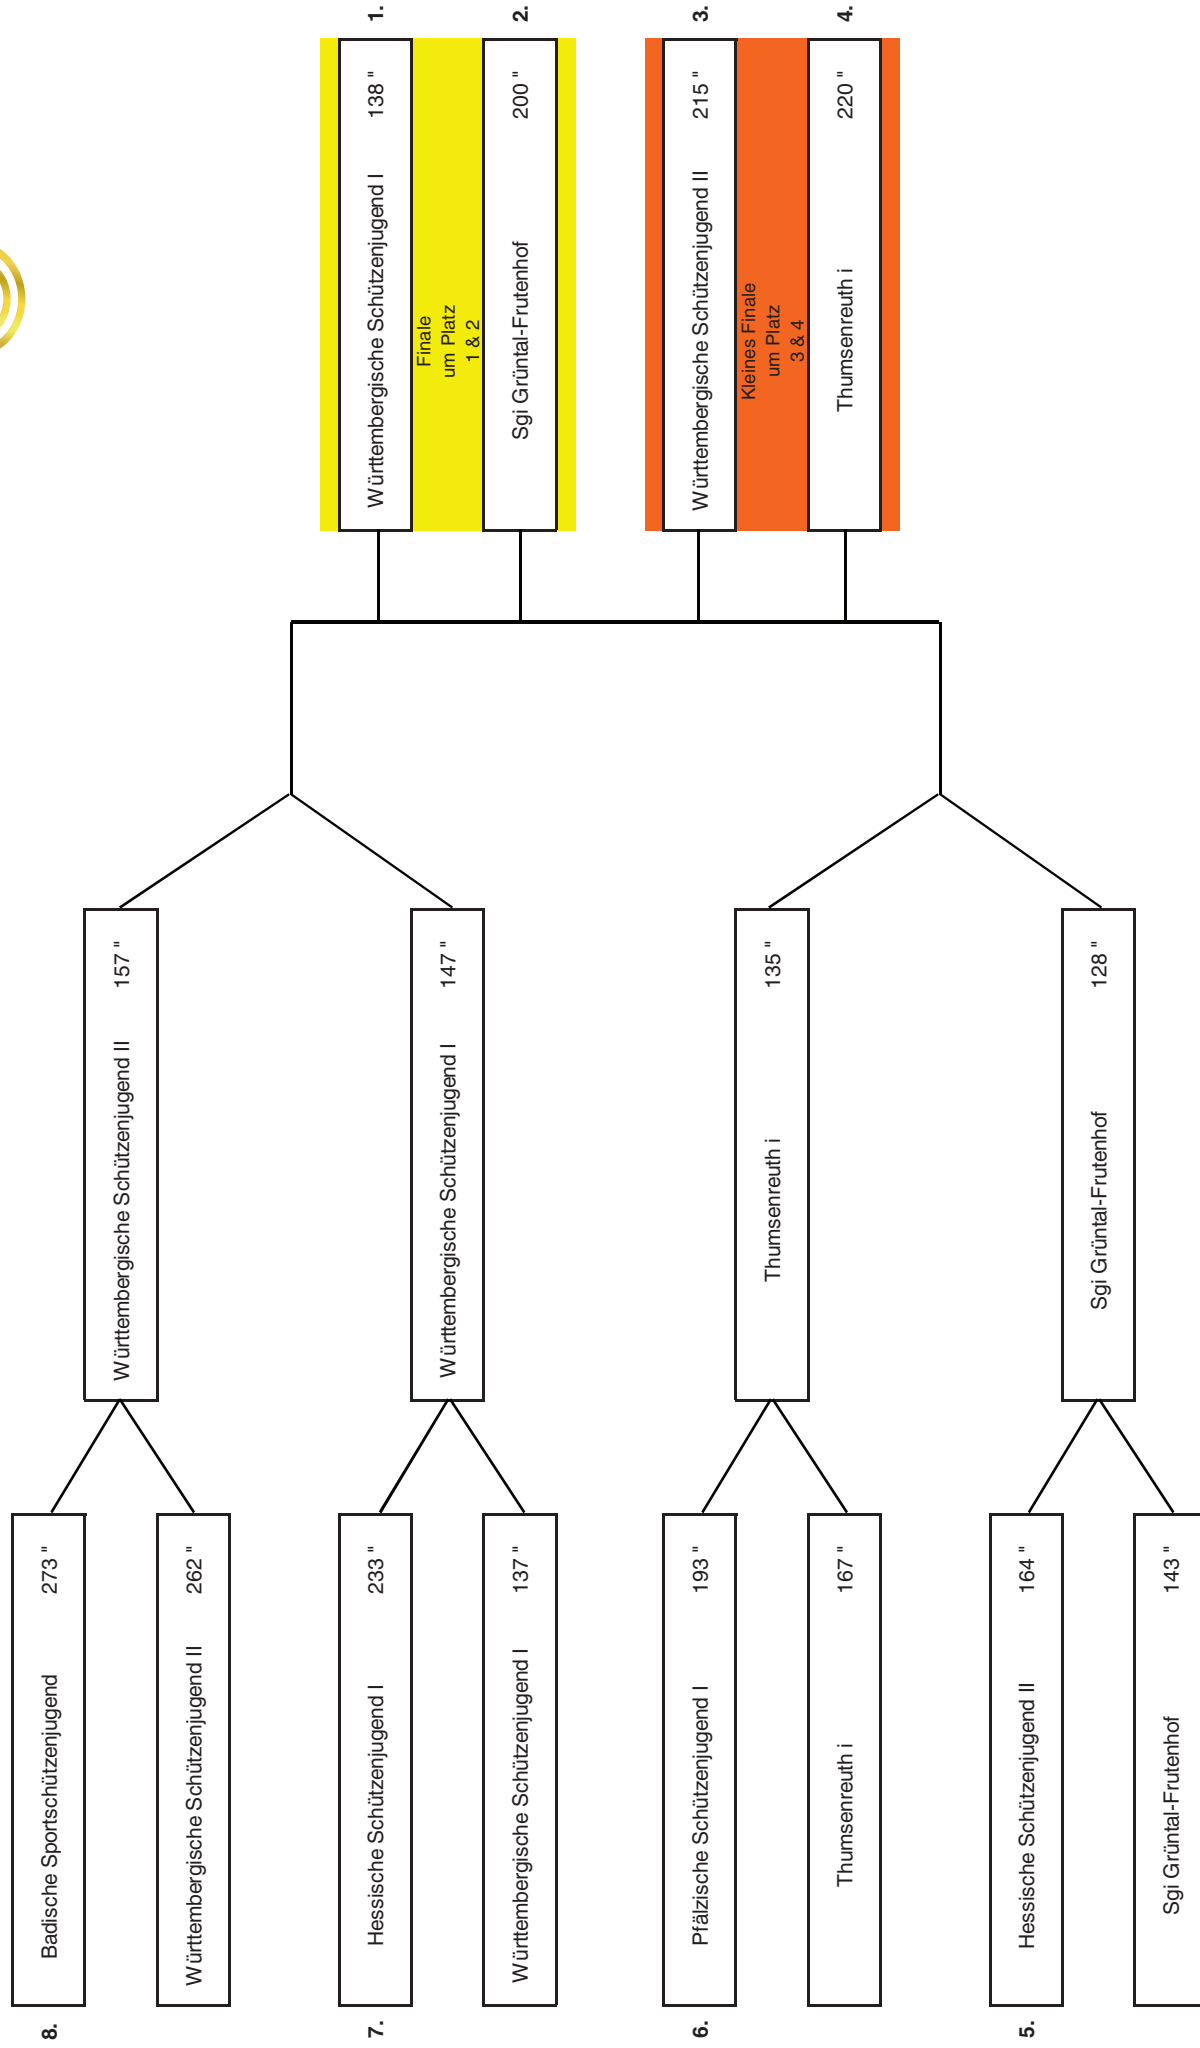 8.
Badische Sportschützenjugend 273 "
Württembergische Schützenjugend II 262 "
7.
Hessische Schützenjugend I 233 "
Württembergische Schützenjugend I 137 "
6.
Pfälzische Schützenjugend I 193 "
Thumsenreuth i 167 "
5.
Hessische Schützenjugend II 164 "
Sgi Grüntal-Frutenhof 143 "
Württembergische Schützenjugend II 157 "
Württembergische Schützenjugend I 147 "
Thumsenreuth i 135 "
Sgi Grüntal-Frutenhof 128 "
Württembergische Schützenjugend I 138 " 1.
Finale
um Platz
1 & 2
Sgi Grüntal-Frutenhof 200 " 2.
Württembergische Schützenjugend II 215 " 3.
Kleines Finale
um Platz
3 & 4
Thumsenreuth i 220 " 4.